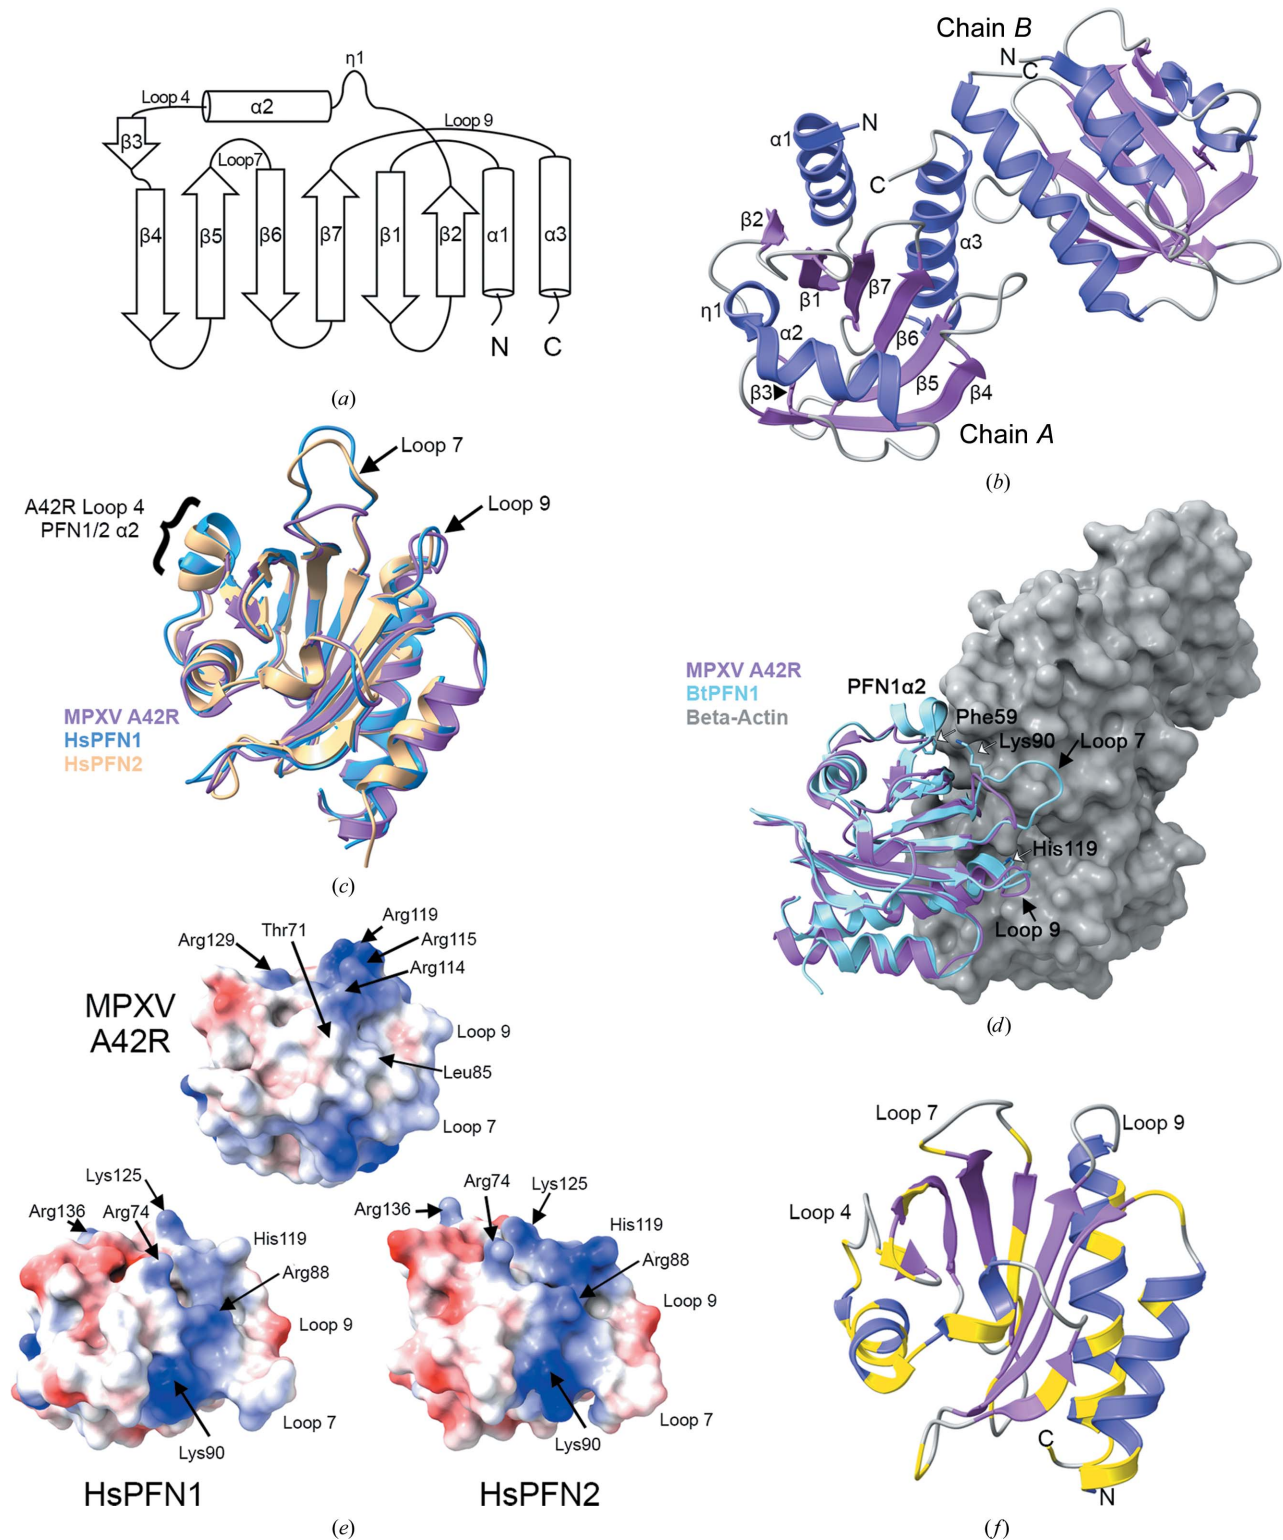 η1
Loop 4
α2
Loop 9
β3
Loop7
β4
β5
β6
β7
β1
β2
α1
α3
N
C
(a)
Chain B
N
C
α1
N
C
β2
α3
β1
β7
η1
α2
β6
β3
β5
β4
Chain A
(b)
Loop 7
A42R Loop 4
PFN1/2 α2
Loop 9
MPXV A42R
HsPFN1
HsPFN2
(c)
MPXV A42R
BtPFN1
Beta-Actin
PFN1α2
Phe59
Lys90
Loop 7
His119
Loop 9
(d)
MPXV
A42R
Arg119
Thr71
Arg129
Arg115
Arg114
Loop 9
Leu85
Loop 7
Lys125
Arg136
Arg74
His119
Arg88
Loop 9
Loop 7
Lys90
HsPFN1
Arg74
Arg136
Lys125
His119
Arg88
Loop 9
Loop 7
Lys90
HsPFN2
(e)
Loop 7
Loop 9
Loop 4
C
N
(f)